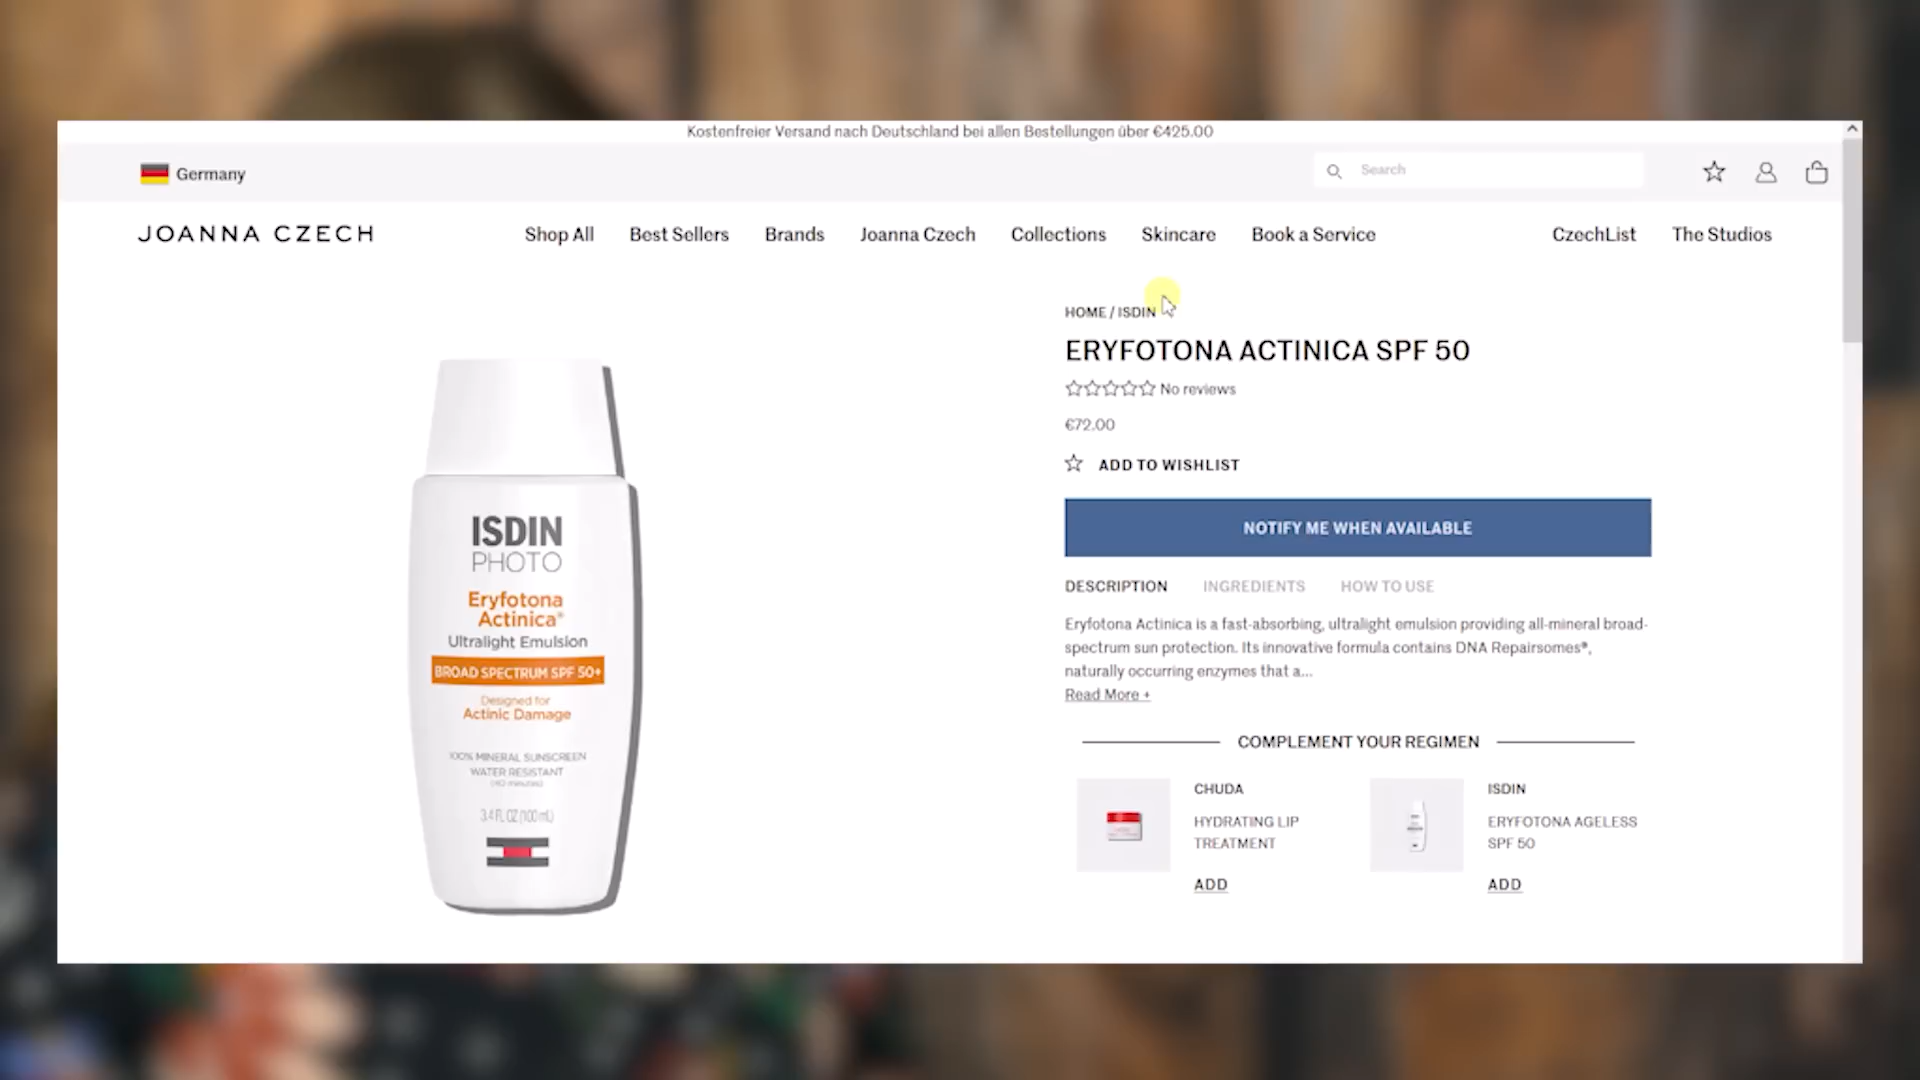 Kostenfreier Versand nach Deutschland bei allen Bestellungen über €425.00
Germany
Search
JOANNA CZECH
Shop All
Best Sellers
Brands
Joanna Czech
Collections
Skincare
Book a Service
CzechList
The Studios
HOME / ISDIN
ERYFOTONA ACTINICA SPF 50
No reviews
€72.00
ADD TO WISHLIST
NOTIFY ME WHEN AVAILABLE
DESCRIPTION
INGREDIENTS
HOW TO USE
Eryfotona Actinica is a fast-absorbing, ultralight emulsion providing all-mineral broad-
spectrum sun protection. Its innovative formula contains DNA Repairsomes®,
naturally occurring enzymes that a...
Read More +
COMPLEMENT YOUR REGIMEN
CHUDA
HYDRATING LIP
TREATMENT
ADD
ISDIN
ERYFOTONA AGELESS
SPF 50
ADD
ISDIN
PHOTO
Eryfotona
Actinica®
Ultralight Emulsion
BROAD SPECTRUM SPF 50+
Designed for
Actinic Damage
100% MINERAL SUNSCREEN
WATER RESISTANT
(40 minutes)
3.4 FL OZ (100 mL)